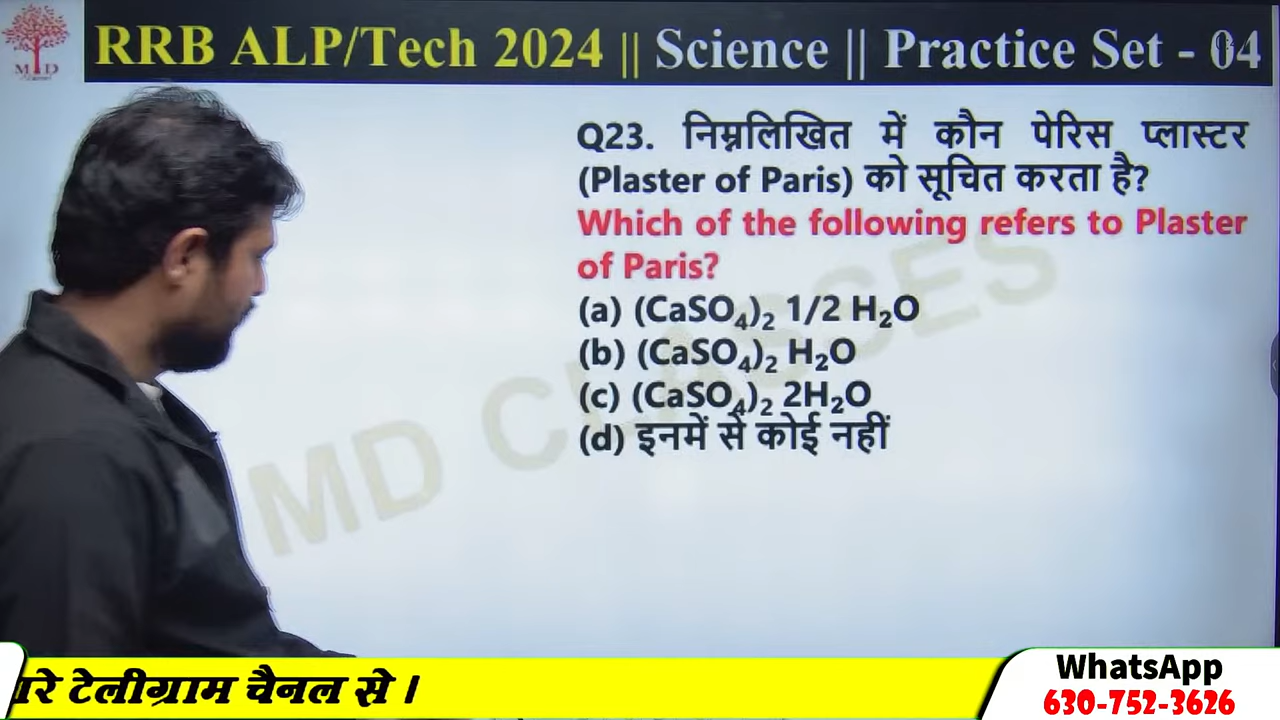 RRB ALP/Tech 2024 || Science || Practice Set - 04
MD
Q23. निम्नलिखित में कौन पेरिस प्लास्टर
(Plaster of Paris) को सूचित करता है?
Which of the following refers to Plaster
of Paris?
(a) (CaSO₄)₂ 1/2 H₂O
(b) (CaSO₄)₂ H₂O
(c) (CaSO₄)₂ 2H₂O
(d) इनमें से कोई नहीं
MD CLASSES
रे टेलीग्राम चैनल से ।
WhatsApp
630-752-3626